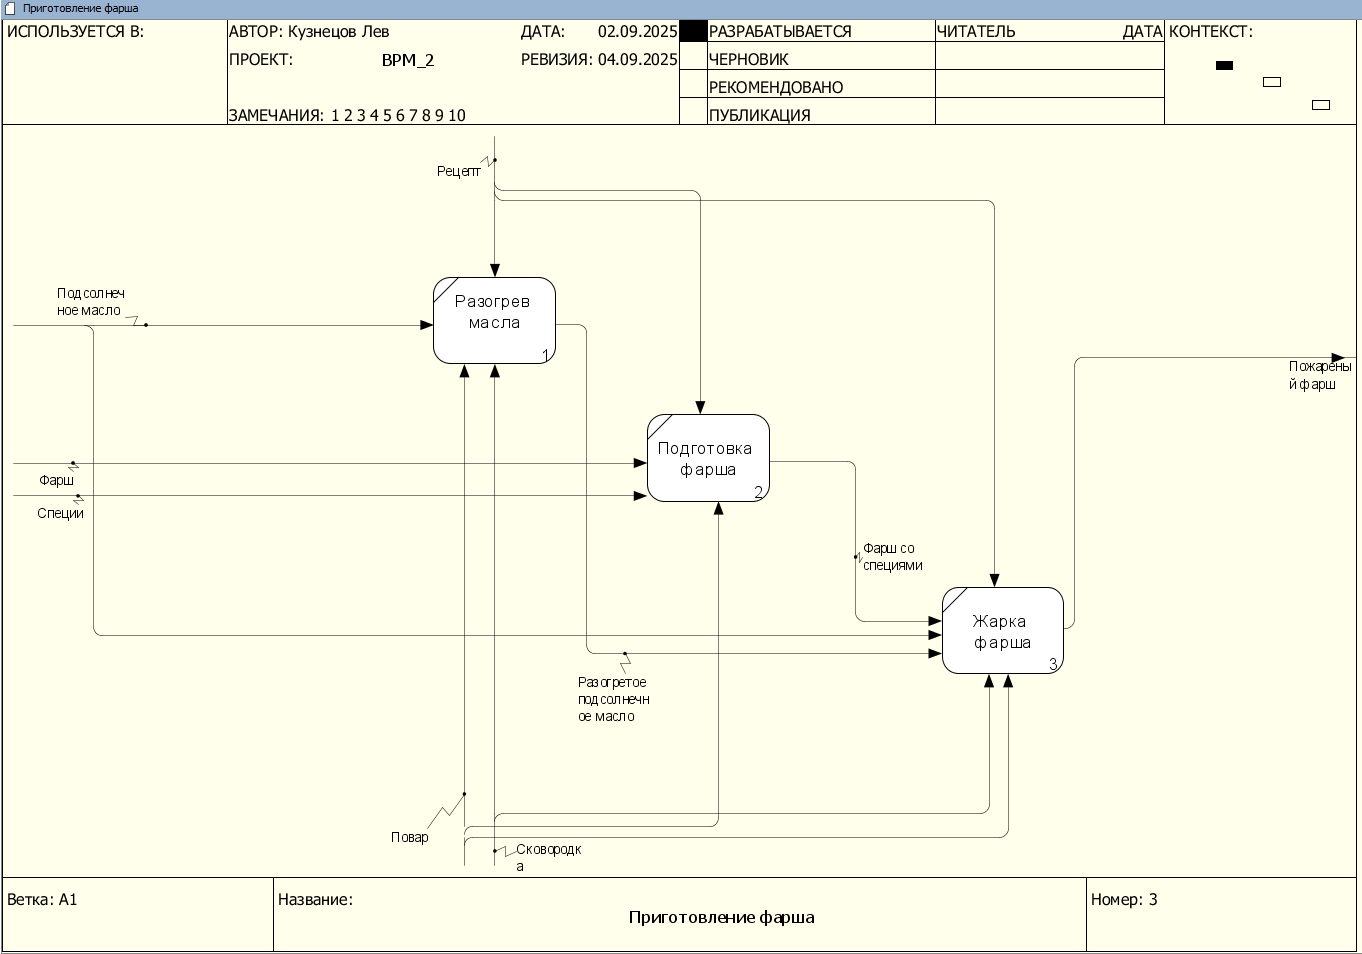 Приготовление фарша
ИСПОЛЬЗУЕТСЯ В:
АВТОР: Кузнецов Лев
ДАТА: 02.09.2025
РАЗРАБАТЫВАЕТСЯ
ЧИТАТЕЛЬ
ДАТА
КОНТЕКСТ:
ПРОЕКТ: BPM_2
РЕВИЗИЯ: 04.09.2025
ЧЕРНОВИК
РЕКОМЕНДОВАНО
ЗАМЕЧАНИЯ: 1 2 3 4 5 6 7 8 9 10
ПУБЛИКАЦИЯ
Рецепт
Подсолнеч
ное масло
Разогрев
масла
1
Пожарены
й фарш
Подготовка
фарша
2
Фарш
Специи
Фарш со
специями
Жарка
фарша
3
Разогретое
подсолнечн
ое масло
Повар
Сковородк
а
Ветка: A1
Название:
Приготовление фарша
Номер: 3